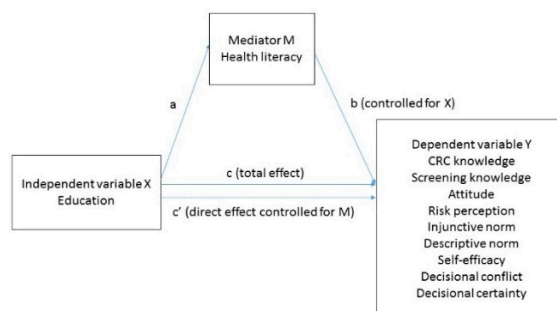 Mediator M
Health literacy
a
b (controlled for X)
Dependent variable Y
CRC knowledge
Screening knowledge
Attitude
Risk perception
Injunctive norm
Descriptive norm
Self-efficacy
Decisional conflict
Decisional certainty
Independent variable X
Education
c (total effect)
c’ (direct effect controlled for M)